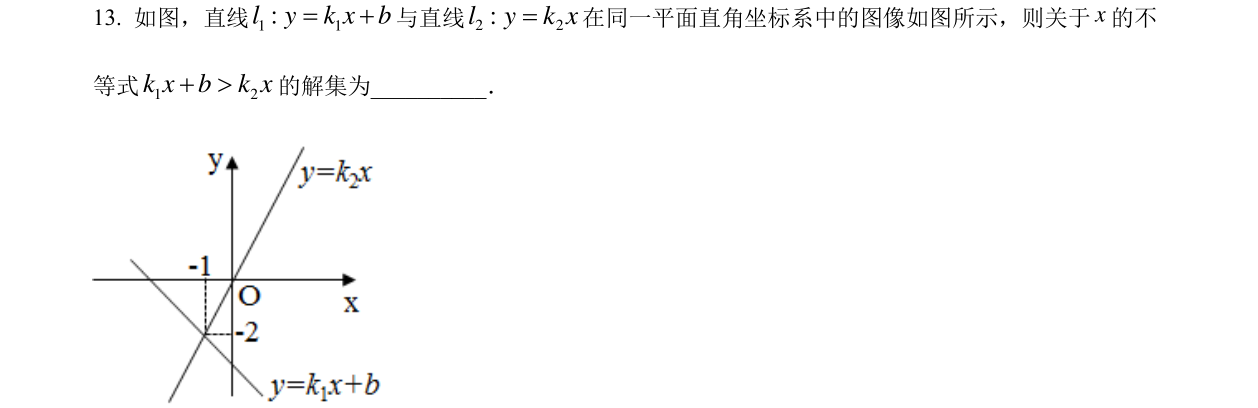 13. 如图，直线l₁：y＝k₁x＋b与直线l₂：y＝k₂x在同一平面直角坐标系中的图像如图所示，则关于x的不
等式k₁x＋b＞k₂x的解集为__________．
y
y=k₂x
-1
O
x
-2
y=k₁x+b